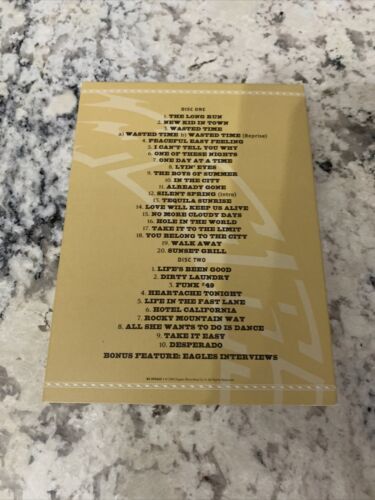 DISC ONE
1. THE LONG RUN
2. NEW KID IN TOWN
3. WASTED TIME
a) WASTED TIME b) WASTED TIME (Reprise)
4. PEACEFUL EASY FEELING
5. I CAN'T TELL YOU WHY
6. ONE OF THESE NIGHTS
7. ONE DAY AT A TIME
8. LYIN' EYES
9. THE BOYS OF SUMMER
10. IN THE CITY
11. ALREADY GONE
12. SILENT SPRING (intro)
13. TEQUILA SUNRISE
14. LOVE WILL KEEP US ALIVE
15. NO MORE CLOUDY DAYS
16. HOLE IN THE WORLD
17. TAKE IT TO THE LIMIT
18. YOU BELONG TO THE CITY
19. WALK AWAY
20. SUNSET GRILL
DISC TWO
1. LIFE'S BEEN GOOD
2. DIRTY LAUNDRY
3. FUNK #49
4. HEARTACHE TONIGHT
5. LIFE IN THE FAST LANE
6. HOTEL CALIFORNIA
7. ROCKY MOUNTAIN WAY
8. ALL SHE WANTS TO DO IS DANCE
9. TAKE IT EASY
10. DESPERADO
BONUS FEATURE: EAGLES INTERVIEWS